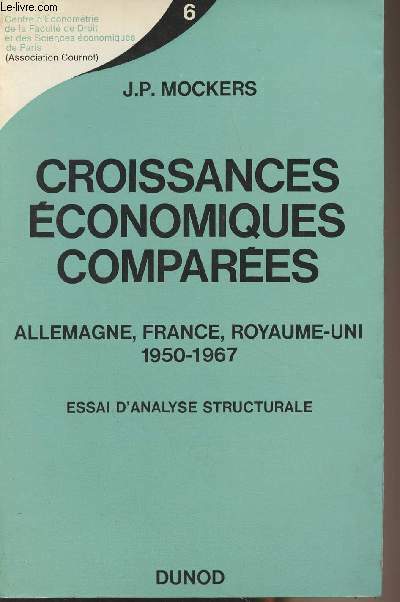 Le-livre.com
6
Centre d'Econométrie
de la Faculté de Droit
et des Sciences économiques
de Paris
(Association Cournot)
J.P. MOCKERS
CROISSANCES
ÉCONOMIQUES
COMPARÉES
ALLEMAGNE, FRANCE, ROYAUME-UNI
1950-1967
ESSAI D'ANALYSE STRUCTURALE
DUNOD